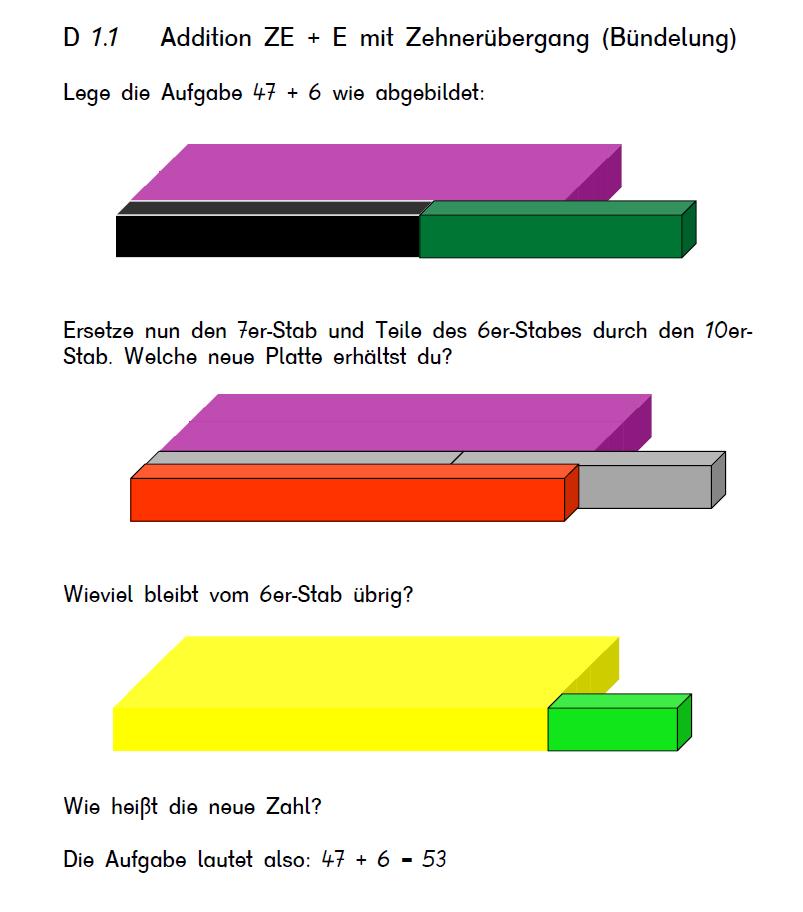 D 1.1 Addition ZE + E mit Zehnerübergang (Bündelung)
Lege die Aufgabe 47 + 6 wie abgebildet:
Ersetze nun den 7er-Stab und Teile des 6er-Stabes durch den 10er-
Stab. Welche neue Platte erhältst du?
Wieviel bleibt vom 6er-Stab übrig?
Wie heißt die neue Zahl?
Die Aufgabe lautet also: 47 + 6 = 53